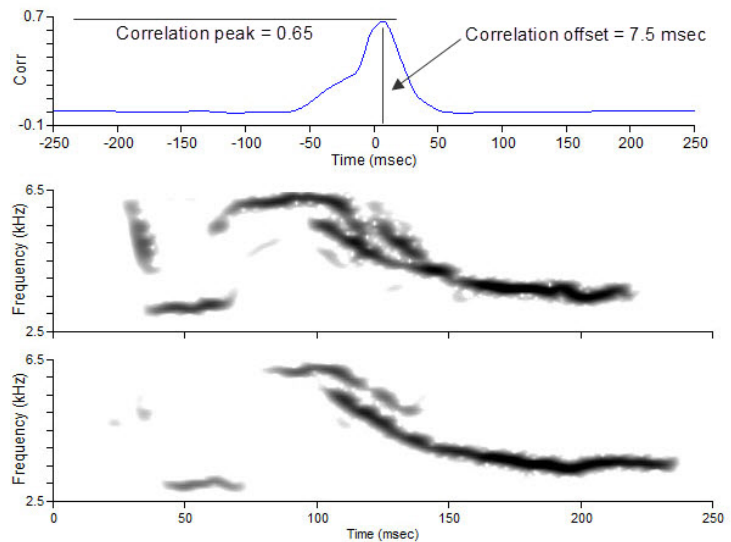 0.7
Correlation peak = 0.65
Correlation offset = 7.5 msec
Corr
-0.1
-250 -200 -150 -100 -50 0 50 100 150 200 250
Time (msec)
6.5
Frequency (kHz)
2.5
6.5
Frequency (kHz)
2.5
0 50 100 150 200 250
Time (msec)